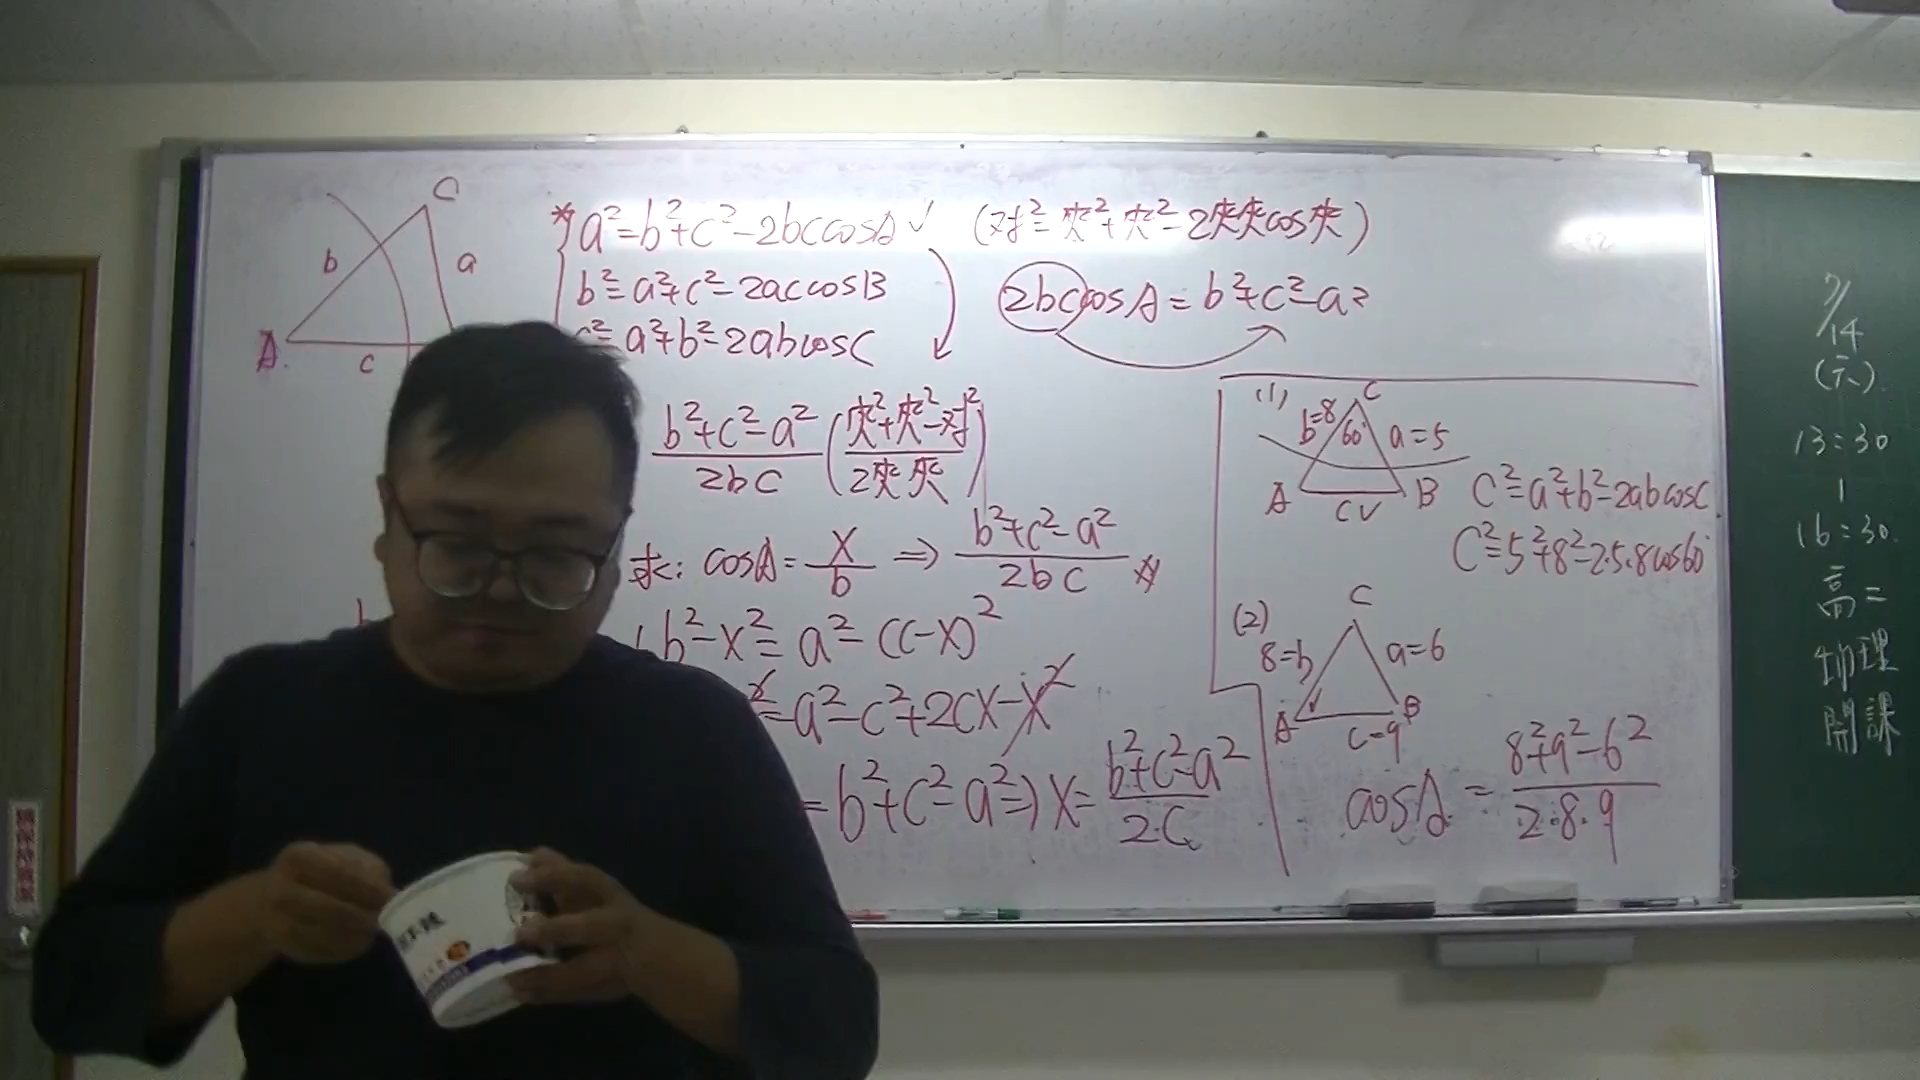 C
b
a
A
c
* a²=b²+c²-2bccosA✓ (对²=夾²+夾²-2夾夾cos夾)
b²=a²+c²-2accosB
c²=a²+b²-2abcosC
2bccosA=b²+c²-a²
b²+c²-a²/2bc (夾²+夾²-对²/2夾夾)
求: cosA=x/b ⇒ b²+c²-a²/2bc
b²-x²=a²-(c-x)²
=a²-c²+2cx-x²
=b²+c²-a² ⇒ x=b²+c²-a²/2.c
(1)
C
b=8
60°
a=5
A
c
B
C²=a²+b²-2abcosC
C²=5²+8²-2.5.8cos60°
(2)
C
8=b
a=6
A
B
c=9
cosA=8²+9²-6²/2.8.9
7/14
(六)
13:30
|
16:30
高二
物理
開課